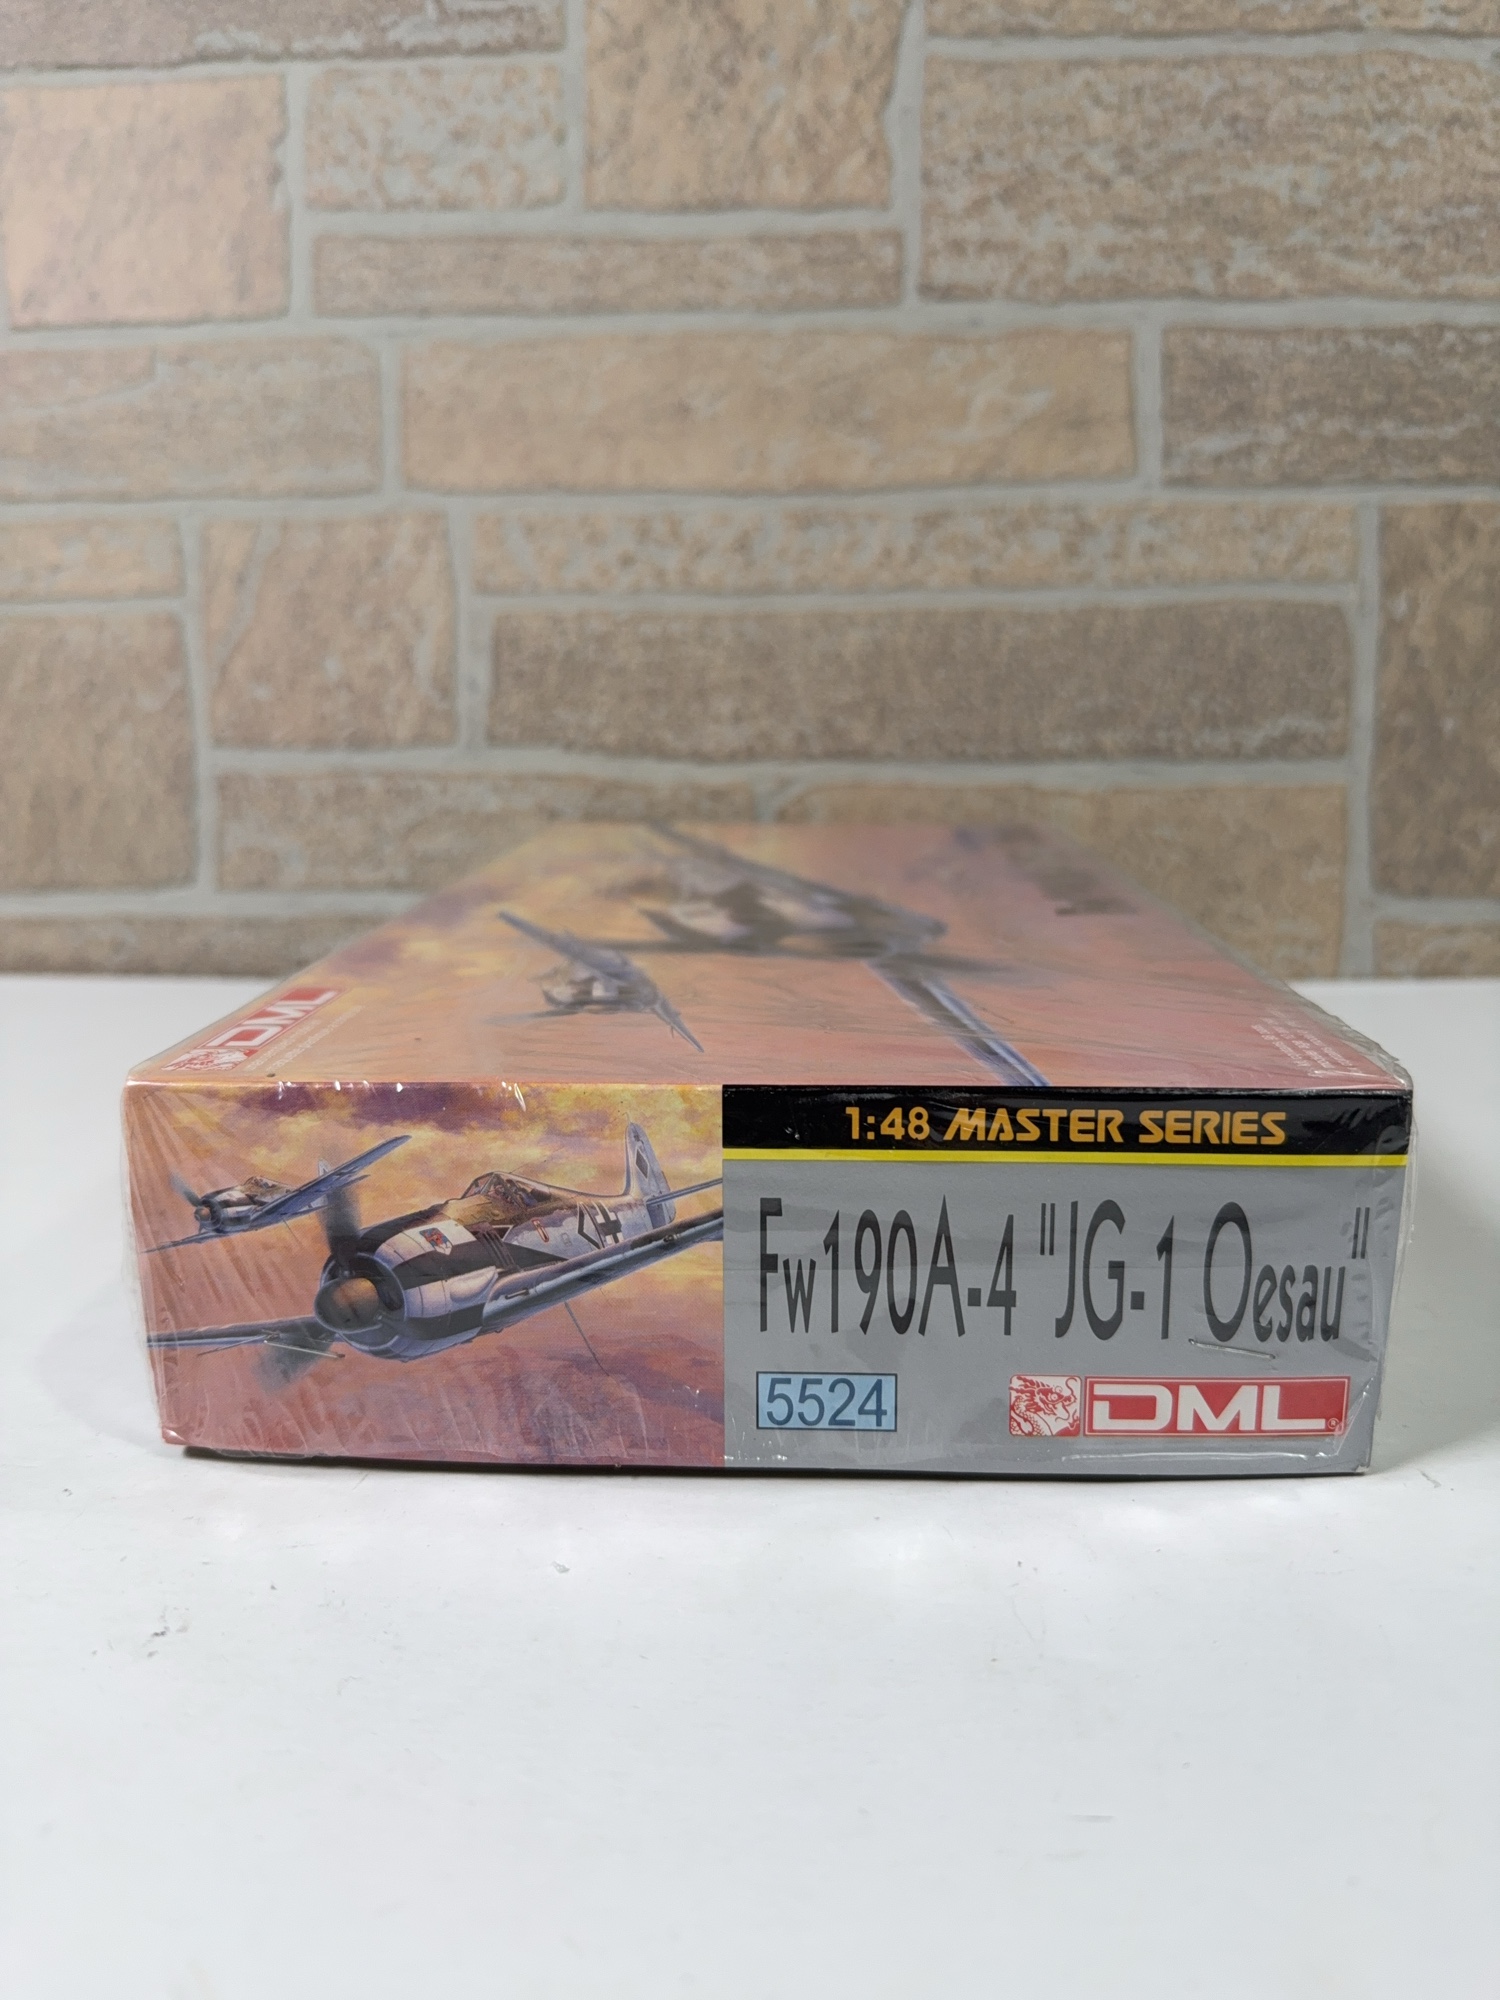 DML
1:48 MASTER SERIES
Fw190A-4 "JG-1 Oesau"
5524
DML®